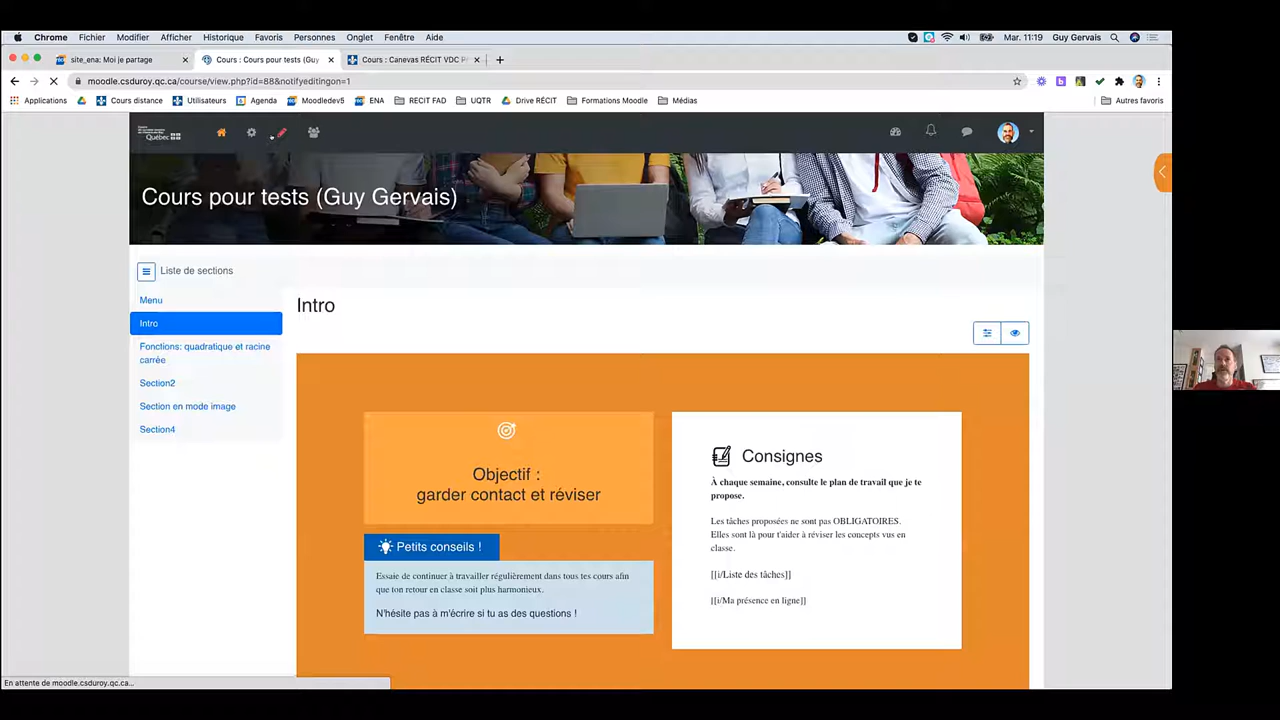 Chrome Fichier Modifier Afficher Historique Favoris Personnes Onglet Fenêtre Aide Mar. 11:19 Guy Gervais
site_ena: Moi je partage Cours : Cours pour tests (Guy Cours : Canevas RÉCIT VDC P
moodle.csduroy.qc.ca/course/view.php?id=88&notifyeditingon=1
Applications Cours distance Utilisateurs Agenda Moodledev5 ENA RECIT FAD UQTR Drive RÉCIT Formations Moodle Médias Autres favoris
Québec
Cours pour tests (Guy Gervais)
Liste de sections
Menu
Intro
Intro
Fonctions: quadratique et racine
carrée
Section2
Section en mode image
Section4
Objectif :
garder contact et réviser
Petits conseils !
Essaie de continuer à travailler régulièrement dans tous tes cours afin
que ton retour en classe soit plus harmonieux.
N'hésite pas à m'écrire si tu as des questions !
Consignes
À chaque semaine, consulte le plan de travail que je te
propose.
Les tâches proposées ne sont pas OBLIGATOIRES.
Elles sont là pour t'aider à réviser les concepts vus en
classe.
[[i/Liste des tâches]]
[[i/Ma présence en ligne]]
En attente de moodle.csduroy.qc.ca...